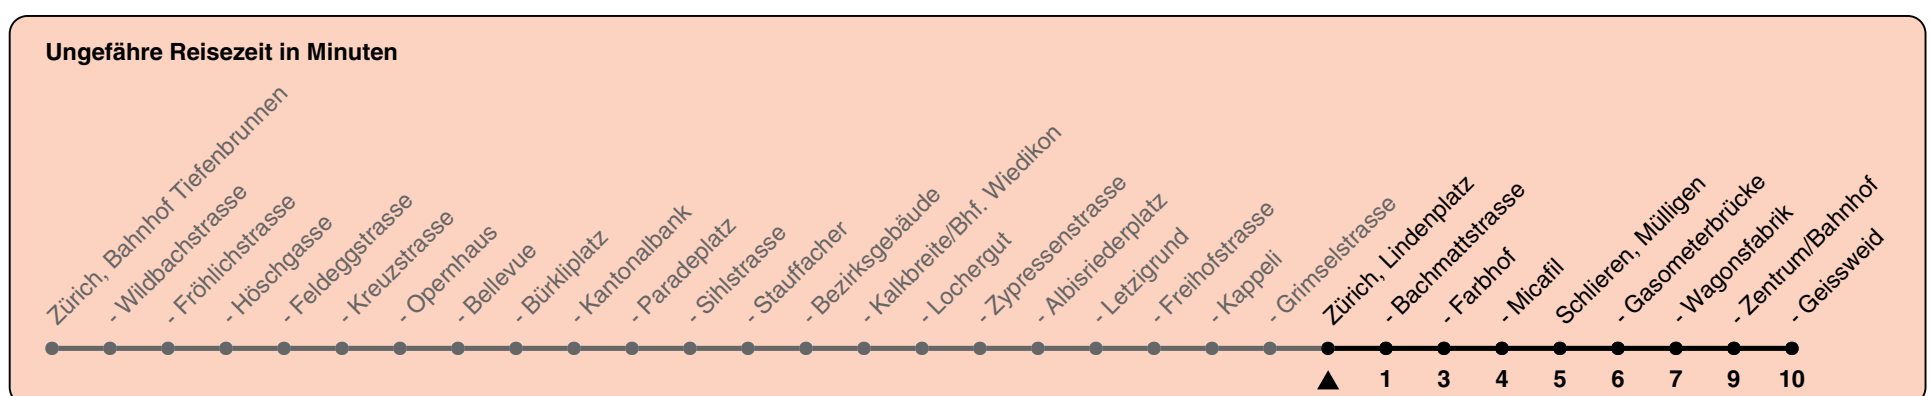 Ungefähre Reisezeit in Minuten
Zürich, Bahnhof Tiefenbrunnen
- Wildbachstrasse
- Fröhlichstrasse
- Höschgasse
- Feldeggstrasse
- Kreuzstrasse
- Opernhaus
- Bellevue
- Bürkliplatz
- Kantonalbank
- Paradeplatz
- Sihlstrasse
- Stauffacher
- Bezirksgebäude
- Kalkbreite/Bhf. Wiedikon
- Lochergut
- Zypressenstrasse
- Albisriederplatz
- Letzigrund
- Freihofstrasse
- Kappeli
- Grimselstrasse
Zürich, Lindenplatz
- Bachmattstrasse
- Farbhof
- Micafil
Schlieren, Mülligen
- Gasometerbrücke
- Wagonsfabrik
- Zentrum/Bahnhof
- Geissweid
1 3 4 5 6 7 9 10